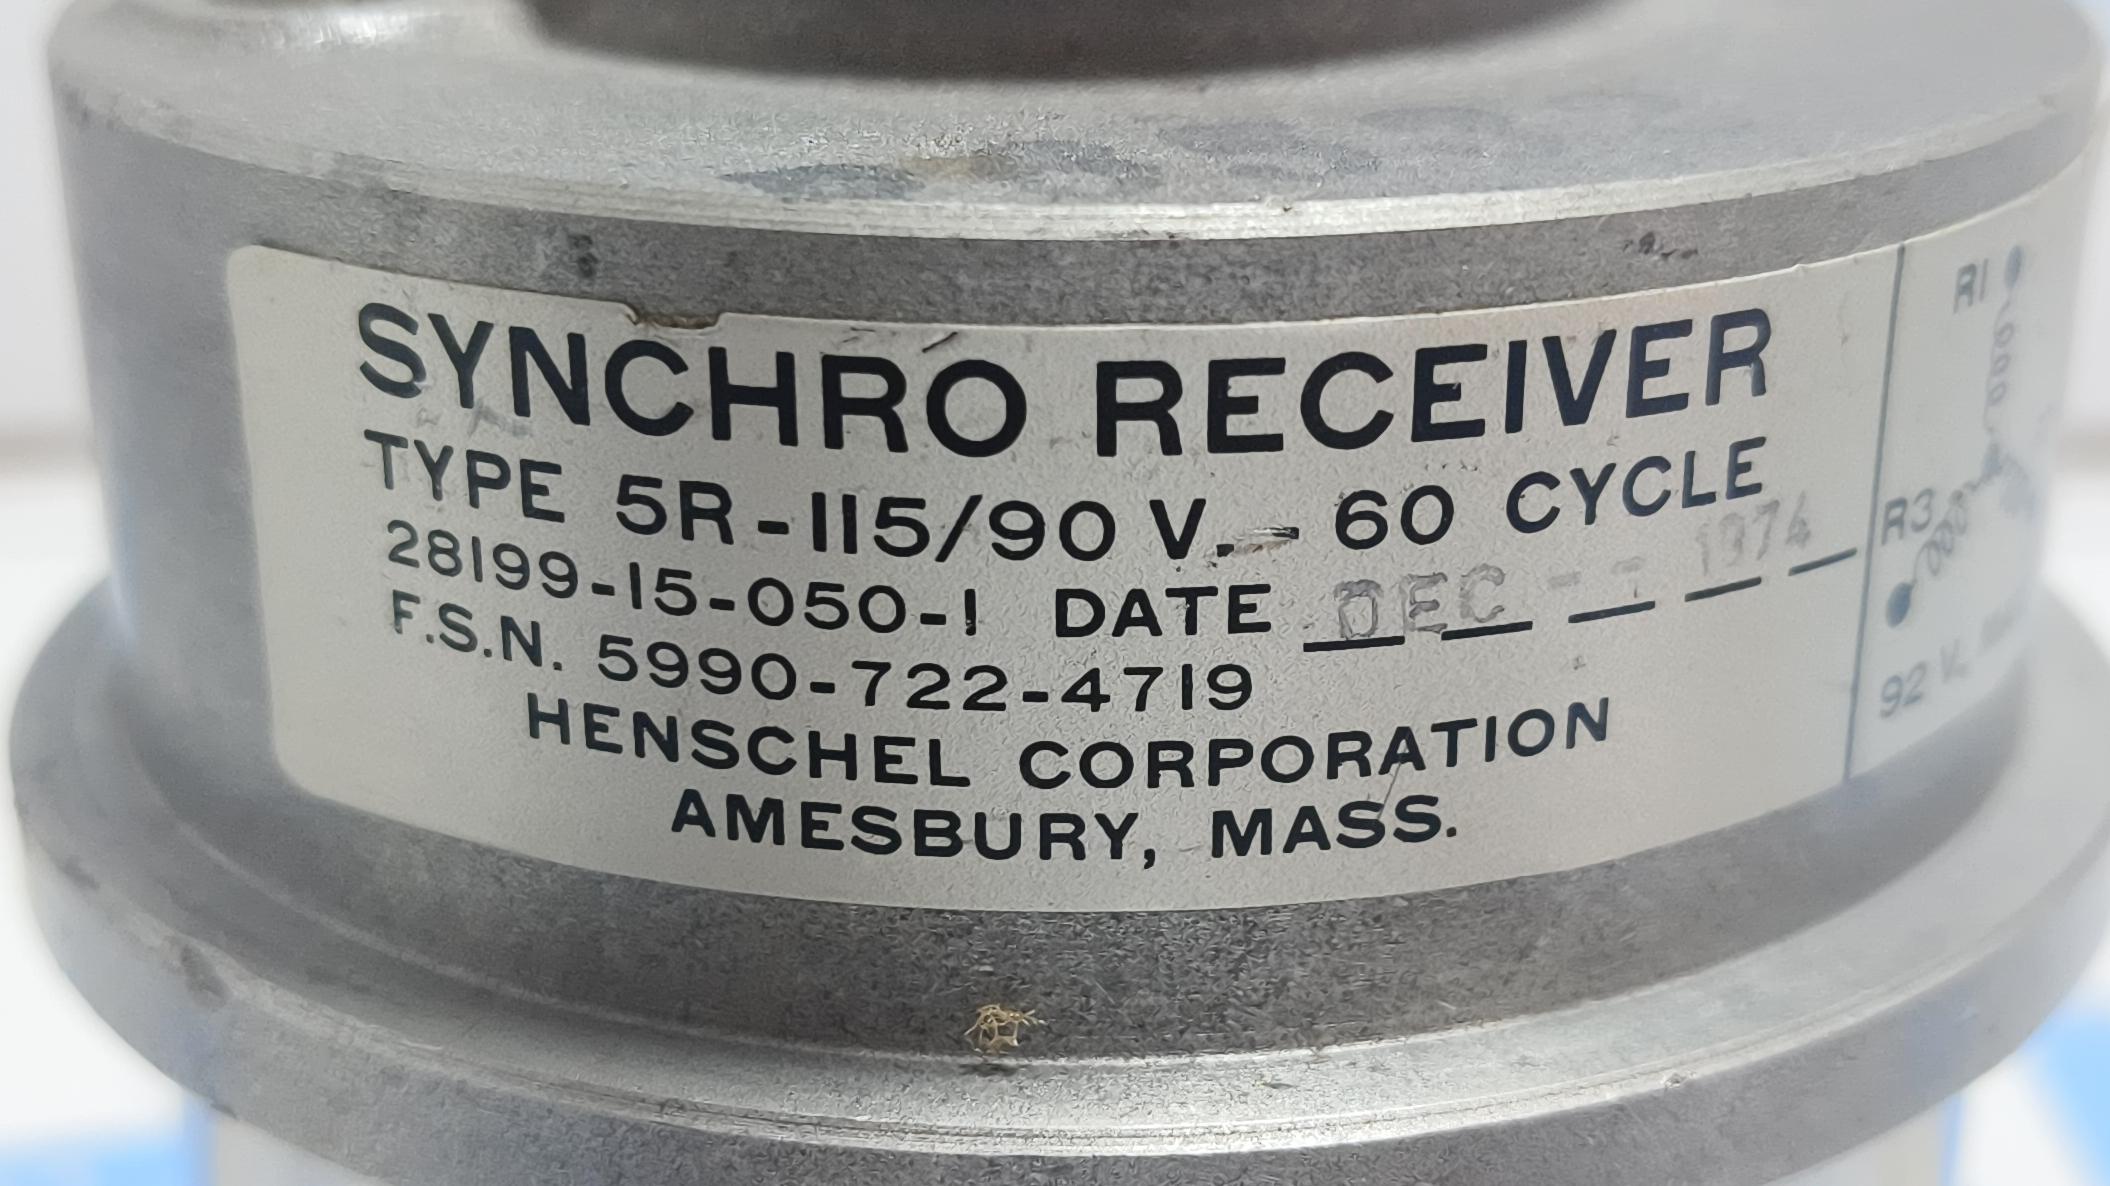 SYNCHRO RECEIVER
TYPE 5R-115/90 V. - 60 CYCLE
28199-15-050-1 DATE DEC - - 1974
F.S.N. 5990-722-4719
HENSCHEL CORPORATION
AMESBURY, MASS.
R1
R3
92 V.